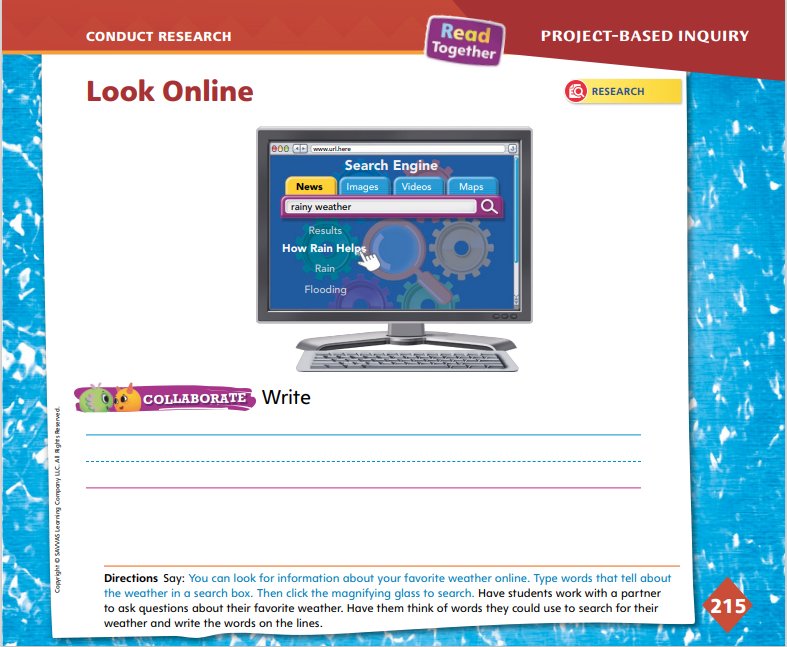 CONDUCT RESEARCH
Read
Together
PROJECT-BASED INQUIRY
Look Online
RESEARCH
www.url.here
Search Engine
News Images Videos Maps
rainy weather
Results
How Rain Helps
Rain
Flooding
COLLABORATE Write
Copyright © SAVVAS Learning Company LLC. All Rights Reserved.
Directions Say: You can look for information about your favorite weather online. Type words that tell about
the weather in a search box. Then click the magnifying glass to search. Have students work with a partner
to ask questions about their favorite weather. Have them think of words they could use to search for their
weather and write the words on the lines.
215